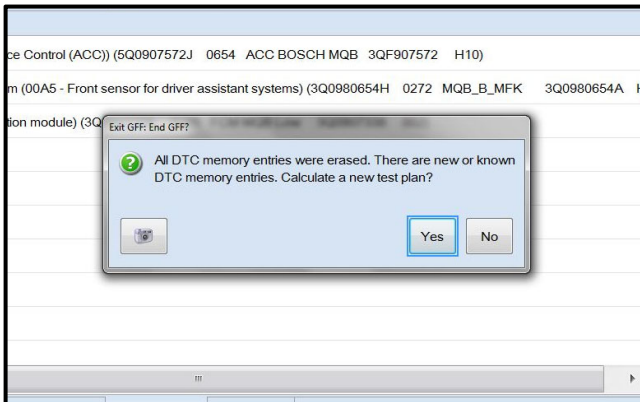 ce Control (ACC)) (5Q0907572J 0654 ACC BOSCH MQB 3QF907572 H10)
m (00A5 - Front sensor for driver assistant systems) (3Q0980654H 0272 MQB_B_MFK 3Q0980654A H
tion module) (3Q
Exit GFF: End GFF?
All DTC memory entries were erased. There are new or known
DTC memory entries. Calculate a new test plan?
Yes No